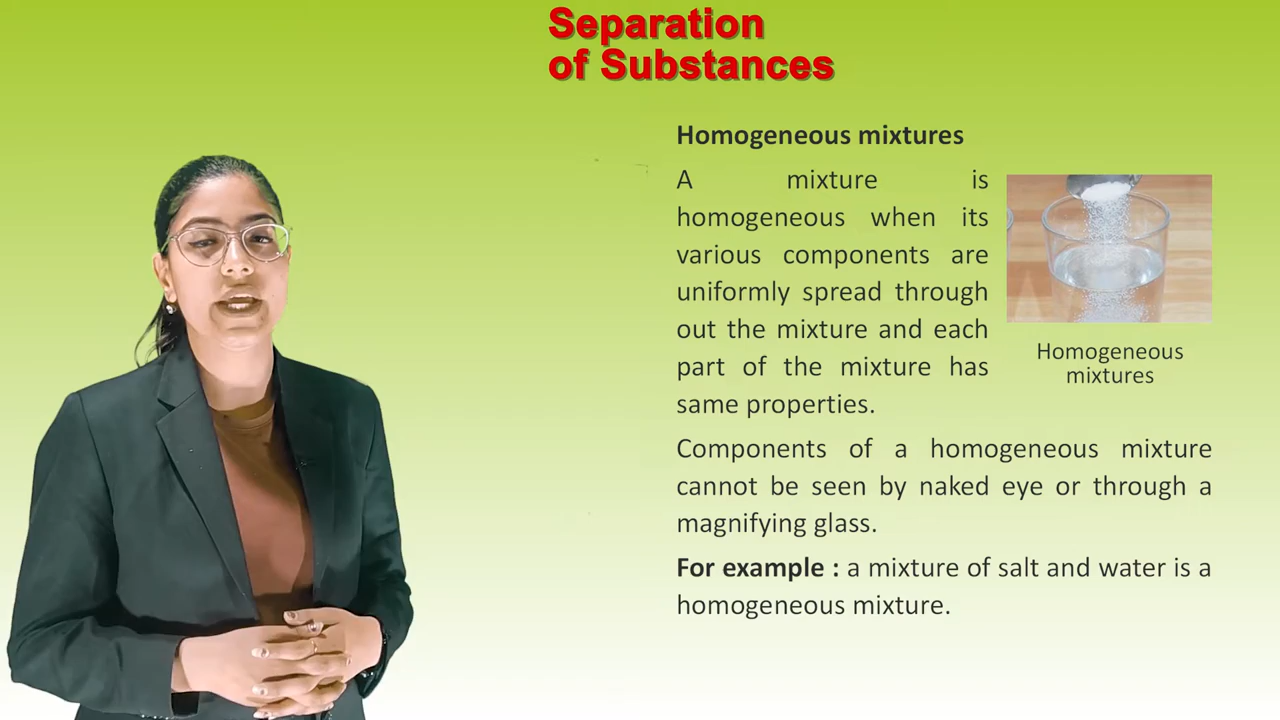 Separation
of Substances
Homogeneous mixtures
A mixture is
homogeneous when its
various components are
uniformly spread through
out the mixture and each
part of the mixture has
same properties.
Homogeneous
mixtures
Components of a homogeneous mixture
cannot be seen by naked eye or through a
magnifying glass.
For example : a mixture of salt and water is a
homogeneous mixture.